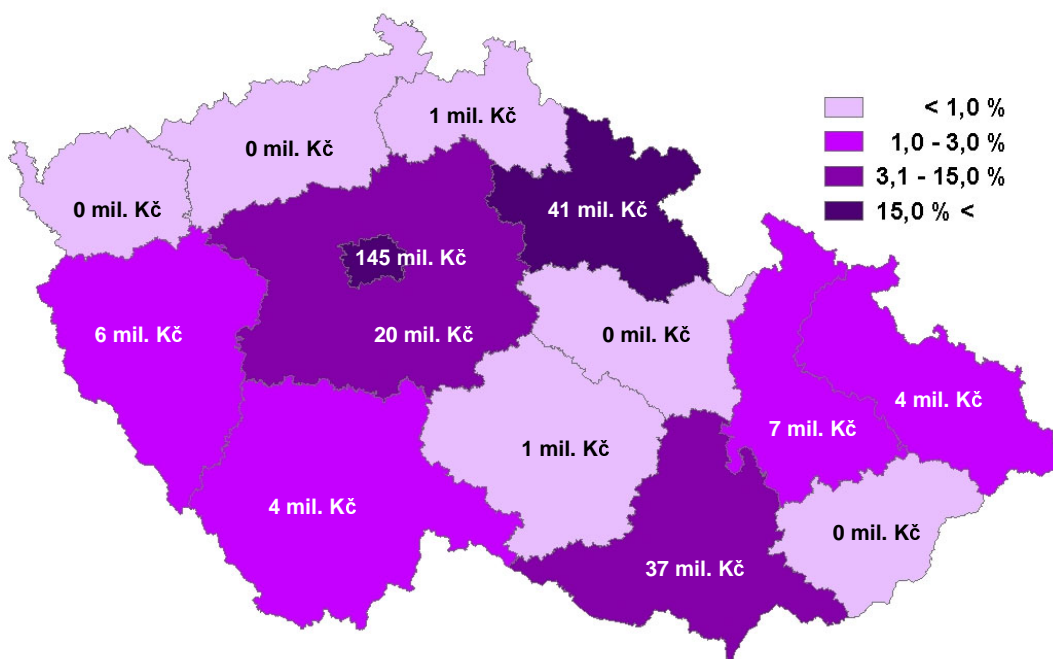 < 1,0 %
1,0 - 3,0 %
3,1 - 15,0 %
15,0 % <
1 mil. Kč
0 mil. Kč
0 mil. Kč
41 mil. Kč
145 mil. Kč
6 mil. Kč
20 mil. Kč
0 mil. Kč
4 mil. Kč
7 mil. Kč
1 mil. Kč
4 mil. Kč
0 mil. Kč
37 mil. Kč